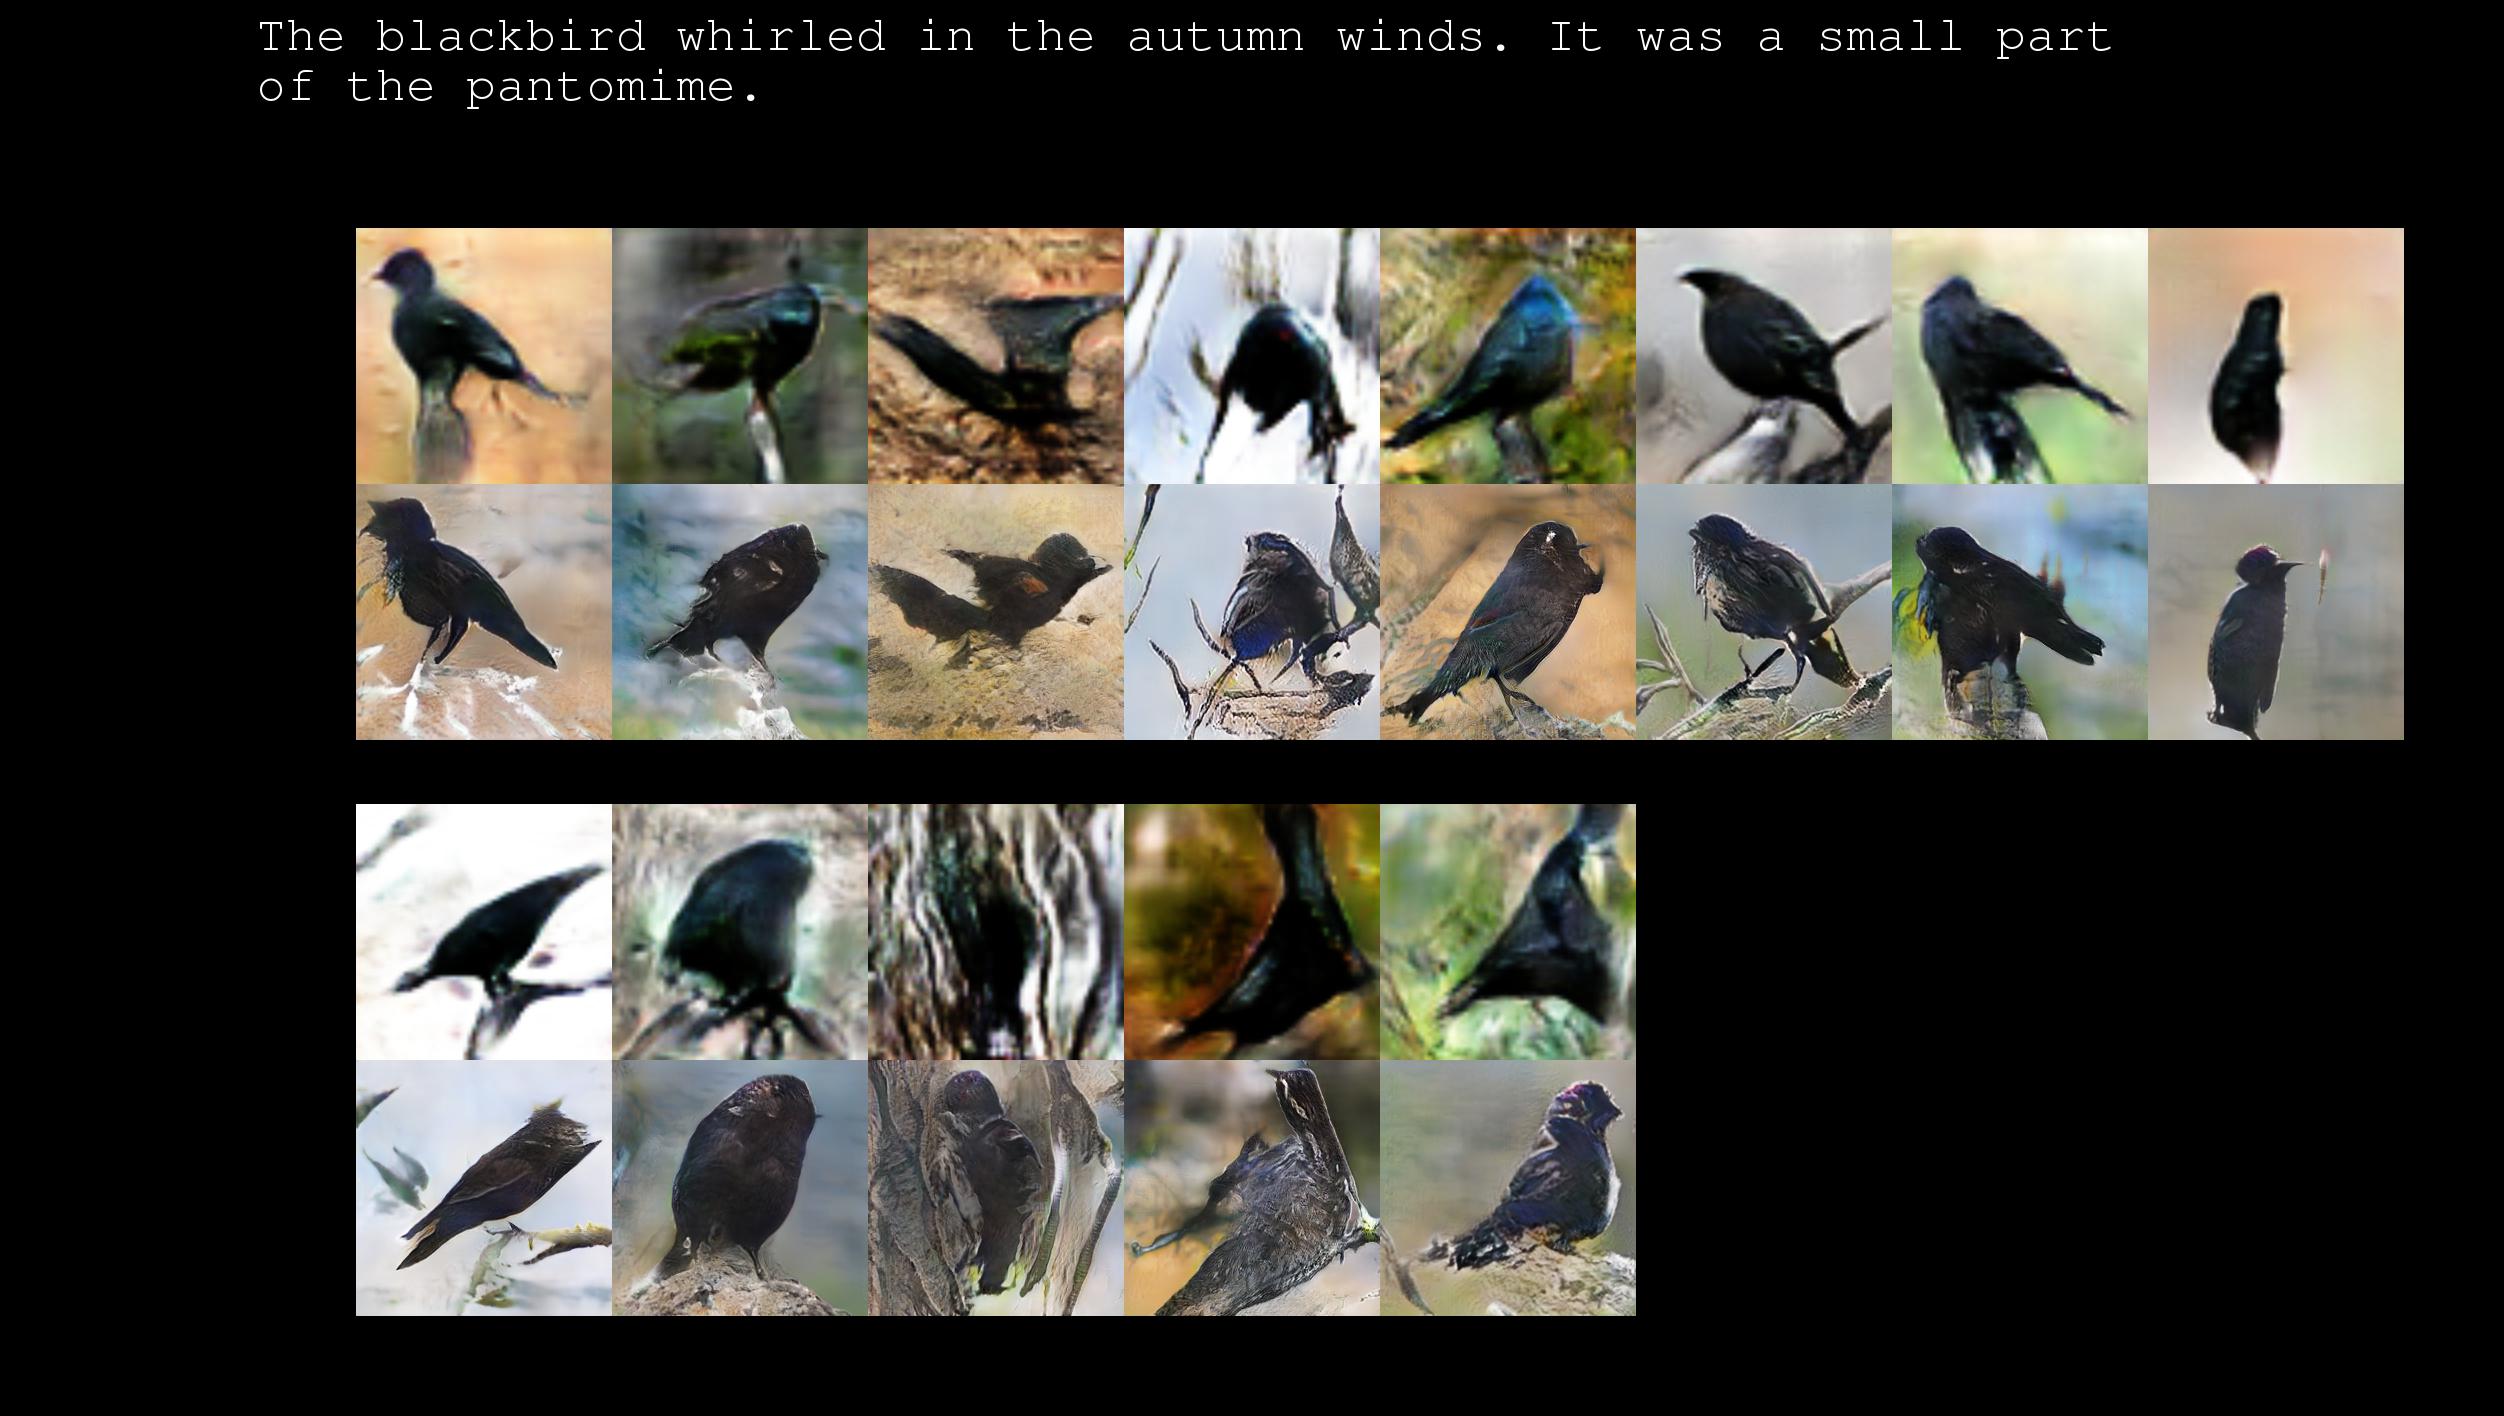 The blackbird whirled in the autumn winds. It was a small part
of the pantomime.